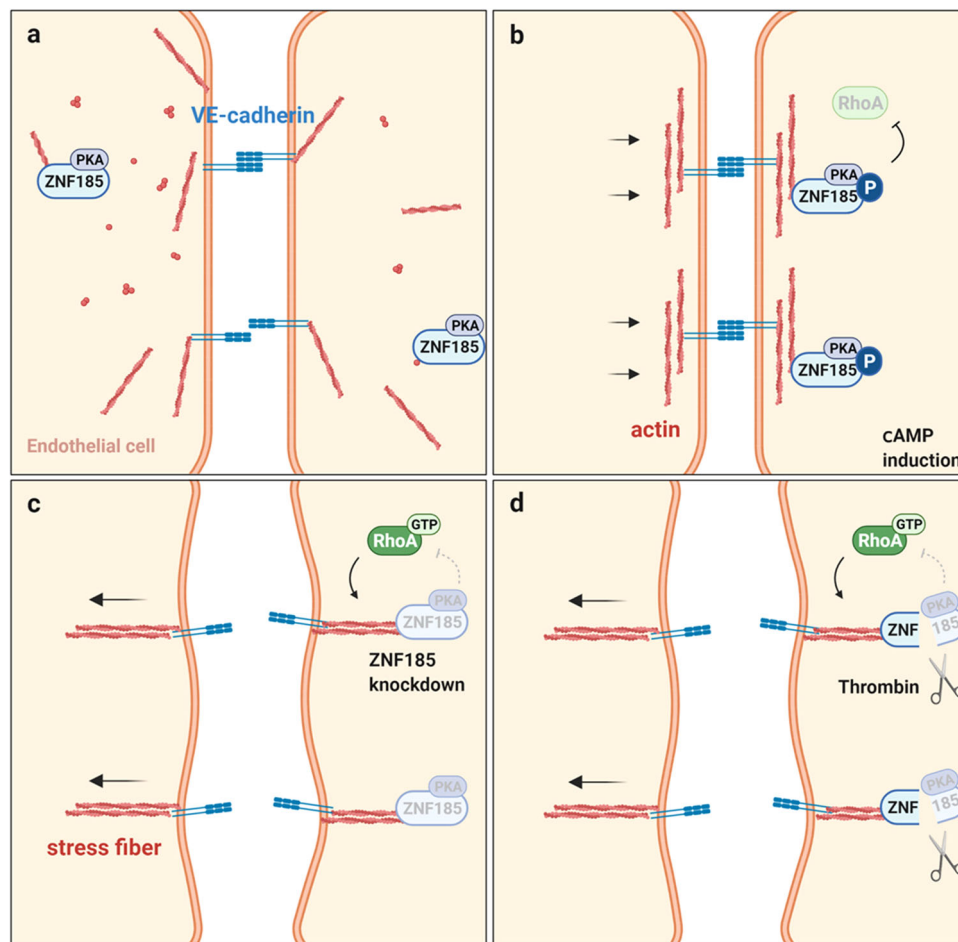 a
VE-cadherin
PKA
ZNF185
PKA
ZNF185
Endothelial cell
b
RhoA
PKA
P
ZNF185
PKA
P
ZNF185
actin
cAMP
induction
c
GTP
RhoA
PKA
ZNF185
ZNF185
knockdown
PKA
ZNF185
stress fiber
d
GTP
RhoA
PKA
ZNF 185
Thrombin
PKA
ZNF 185